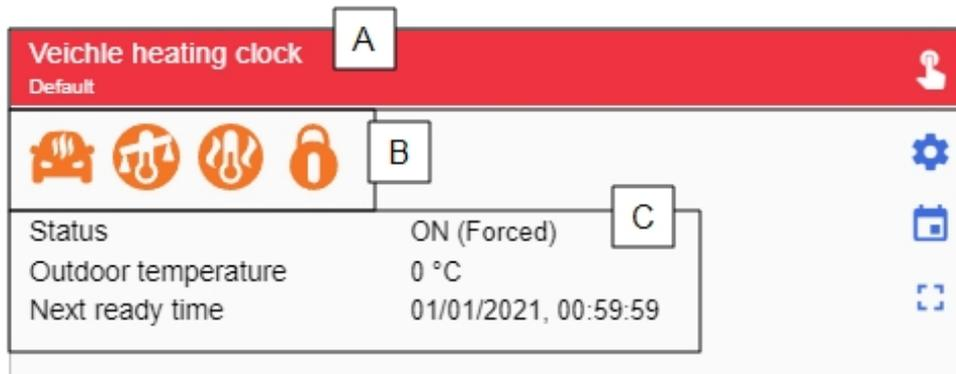 Veichle heating clock
A
Default
B
C
Status ON (Forced)
Outdoor temperature 0 °C
Next ready time 01/01/2021, 00:59:59